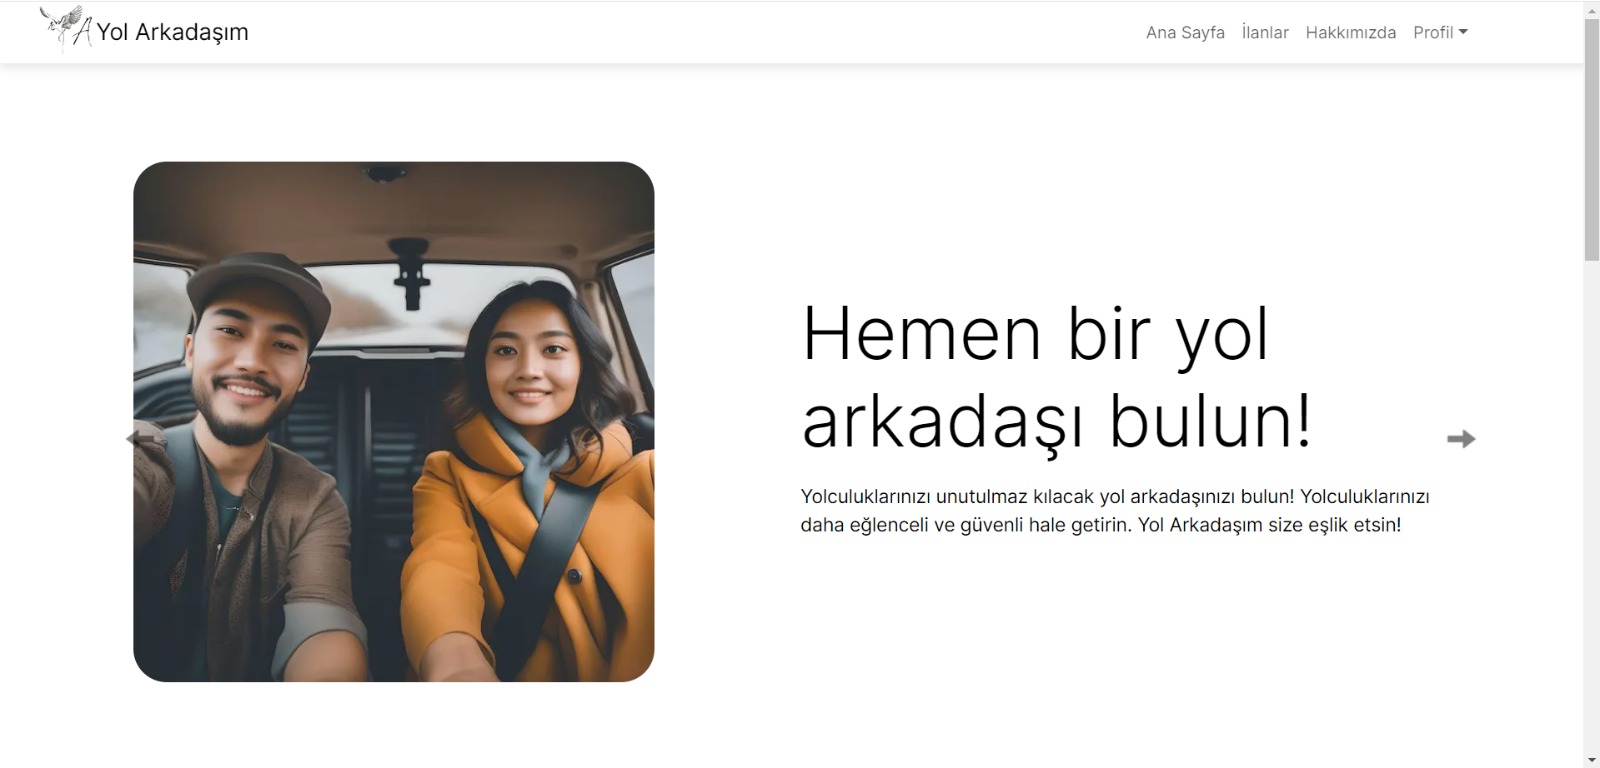 Yol Arkadaşım
Ana Sayfa İlanlar Hakkımızda Profil
Hemen bir yol
arkadaşı bulun!
Yolculuklarınızı unutulmaz kılacak yol arkadaşınızı bulun! Yolculuklarınızı
daha eğlenceli ve güvenli hale getirin. Yol Arkadaşım size eşlik etsin!